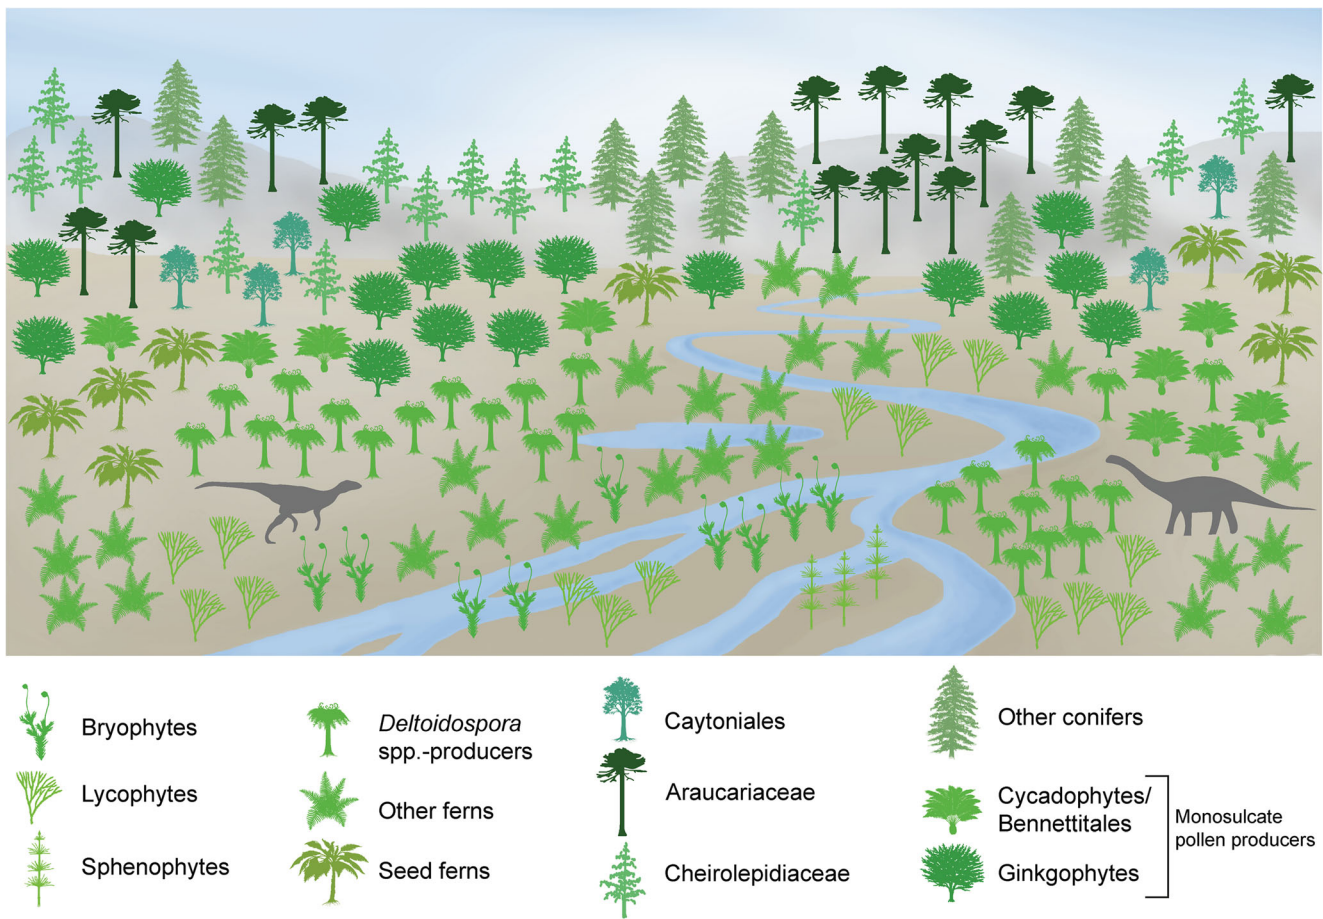 Bryophytes
Lycophytes
Sphenophytes
Deltoidospora
spp.-producers
Other ferns
Seed ferns
Caytoniales
Araucariaceae
Cheirolepidiaceae
Other conifers
Cycadophytes/
Bennettitales
Ginkgophytes
Monosulcate
pollen producers